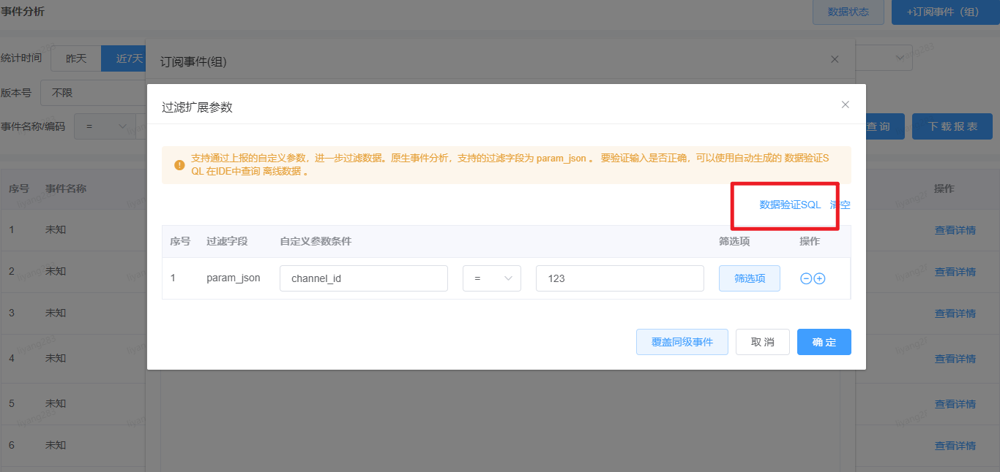 事件分析
数据状态
+订阅事件（组）
统计时间
昨天
近7天
订阅事件(组)
版本号
不限
过滤扩展参数
事件名称/编码
=
查 询
下 载 报 表
支持通过上报的自定义参数，进一步过滤数据。原生事件分析，支持的过滤字段为 param_json 。 要验证输入是否正确，可以使用自动生成的 数据验证S
QL 在IDE中查询 离线数据 。
序号 事件名称
操作
数据验证SQL 清空
1 未知
查看详情
序号 过滤字段 自定义参数条件 筛选项 操作
2 未知
查看详情
1 param_json channel_id = 123 筛选项
3 未知
查看详情
覆盖同级事件 取 消 确 定
4 未知
查看详情
5 未知
查看详情
6 未知
查看详情